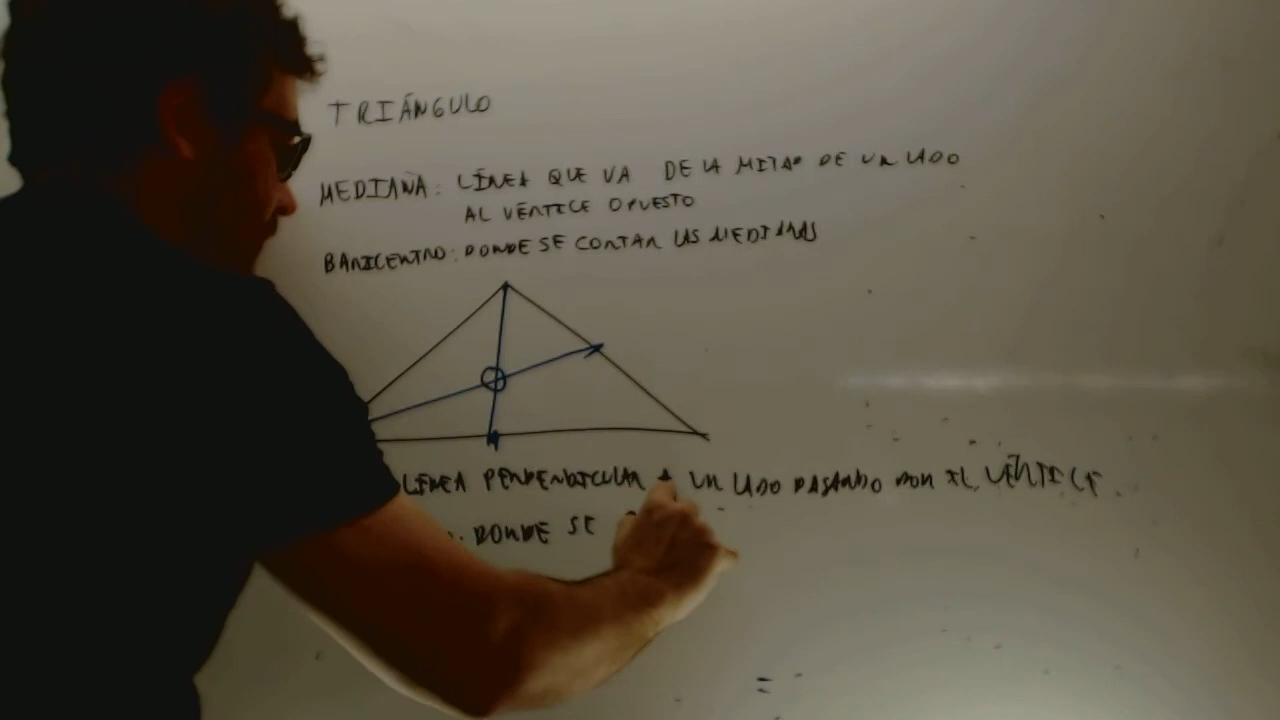 TRIÁNGULO
MEDIANA: LÍNEA QUE VA DE LA MITAD DE UN LADO
AL VÉRTICE OPUESTO
BARICENTRO: DONDE SE CORTAN LAS MEDIANAS
LÍNEA PERPENDICULAR A UN LADO PASANDO POR EL VÉRTICE.
: DONDE SE